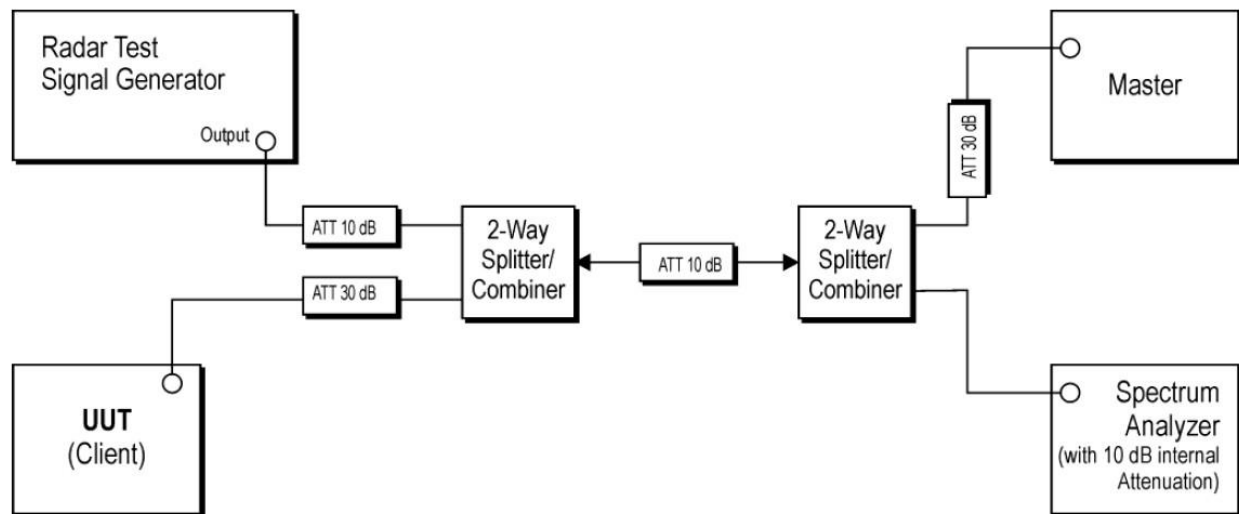 Radar Test
Signal Generator
Output
Master
ATT 30 dB
ATT 10 dB
2-Way
Splitter/
Combiner
ATT 10 dB
2-Way
Splitter/
Combiner
ATT 30 dB
UUT
(Client)
Spectrum
Analyzer
(with 10 dB internal
Attenuation)